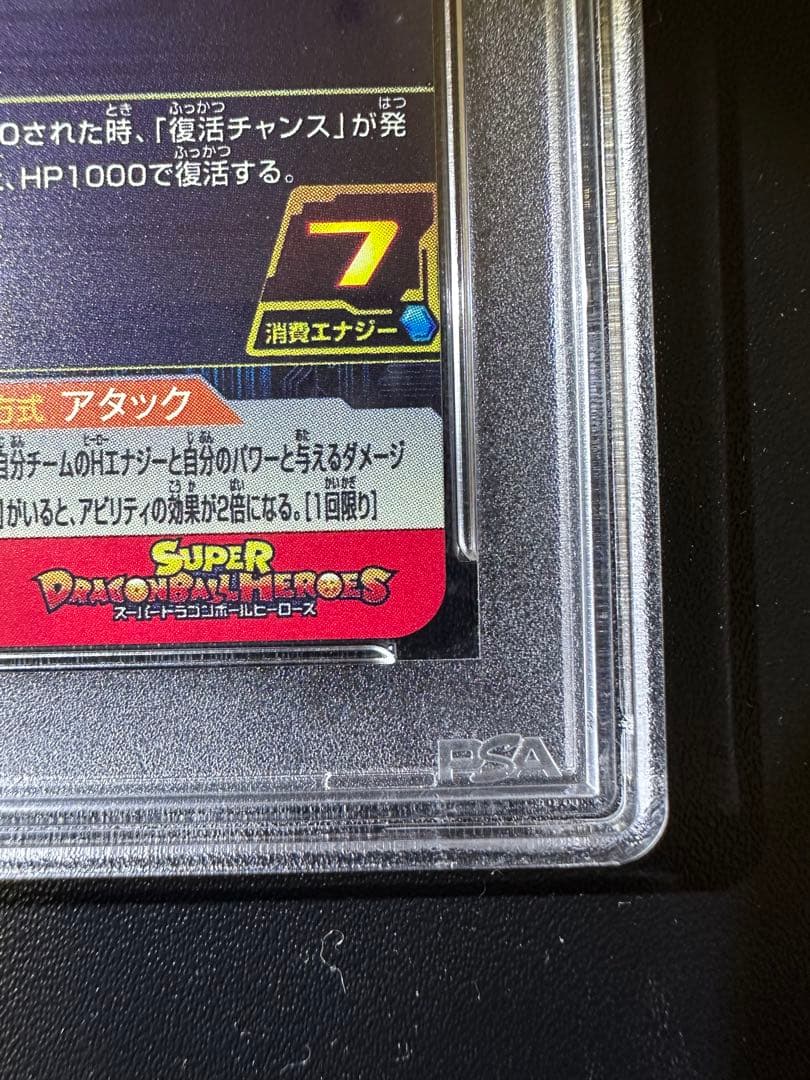 0された時、「復活チャンス」が発
、HP1000で復活する。
7
消費エナジー
方式 アタック
自分チームのHエナジーと自分のパワーと与えるダメージ
がいると、アビリティの効果が2倍になる。[1回限り]
SUPER
DRAGONBALL HEROES
スーパードラゴンボールヒーローズ
PSA